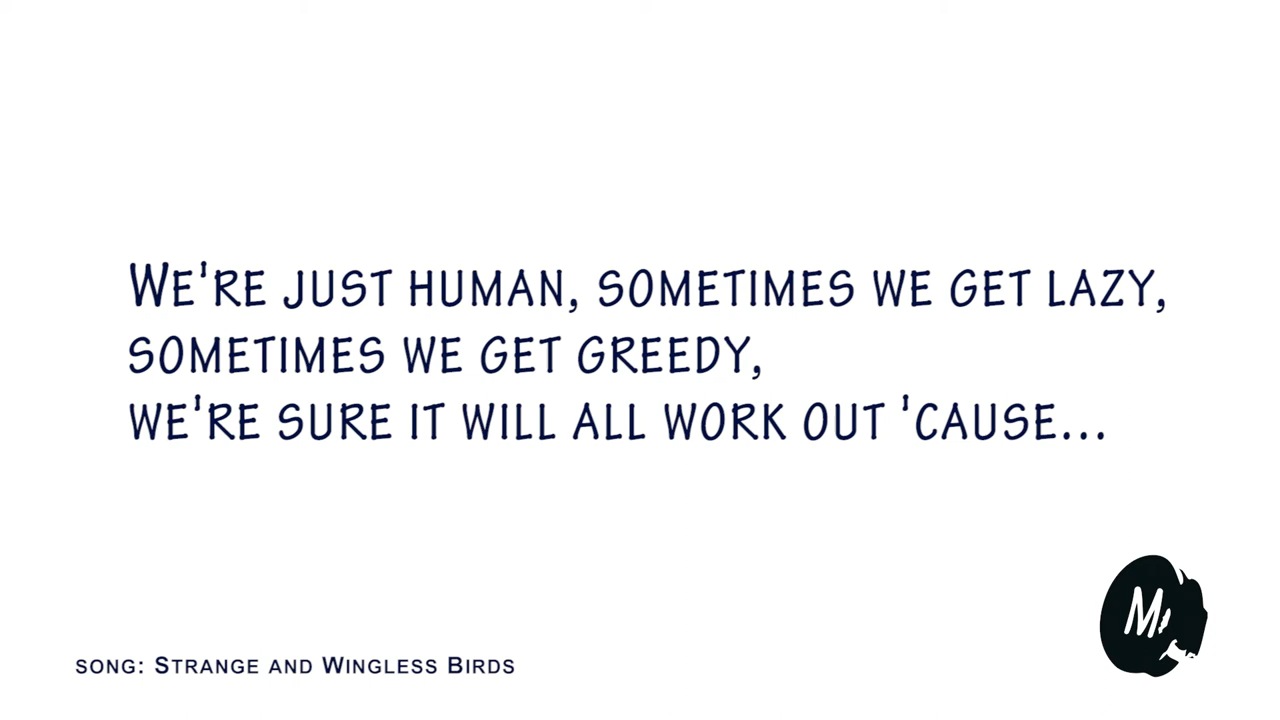 We're just human, sometimes we get lazy,
sometimes we get greedy,
we're sure it will all work out 'cause...
M
song: Strange and Wingless Birds